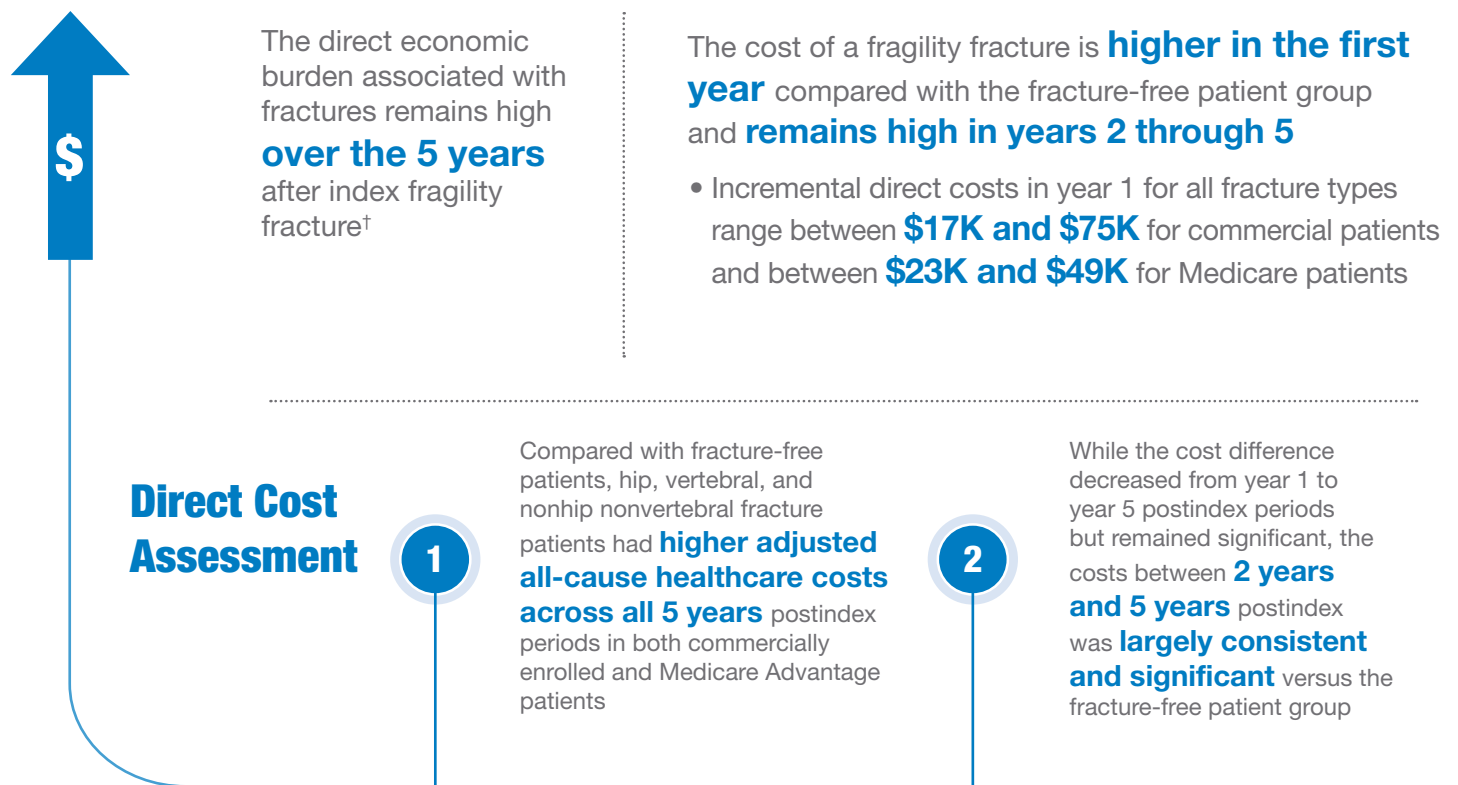 $
The direct economic
burden associated with
fractures remains high
over the 5 years
after index fragility
fracture†
The cost of a fragility fracture is higher in the first
year compared with the fracture-free patient group
and remains high in years 2 through 5
• Incremental direct costs in year 1 for all fracture types
range between $17K and $75K for commercial patients
and between $23K and $49K for Medicare patients
Direct Cost
Assessment
1
Compared with fracture-free
patients, hip, vertebral, and
nonhip nonvertebral fracture
patients had higher adjusted
all-cause healthcare costs
across all 5 years postindex
periods in both commercially
enrolled and Medicare Advantage
patients
2
While the cost difference
decreased from year 1 to
year 5 postindex periods
but remained significant, the
costs between 2 years
and 5 years postindex
was largely consistent
and significant versus the
fracture-free patient group